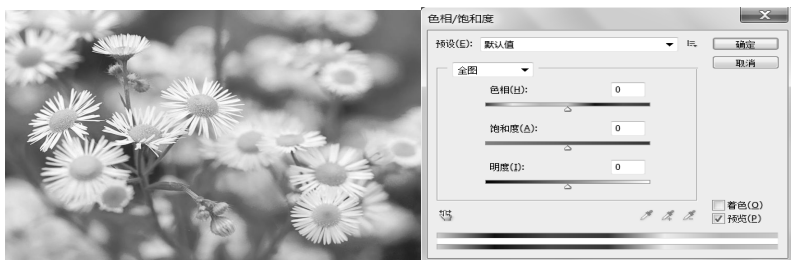 色相/饱和度
预设(E): 默认值
确定
取消
全图
色相(H): 0
饱和度(A): 0
明度(I): 0
着色(O)
预览(P)